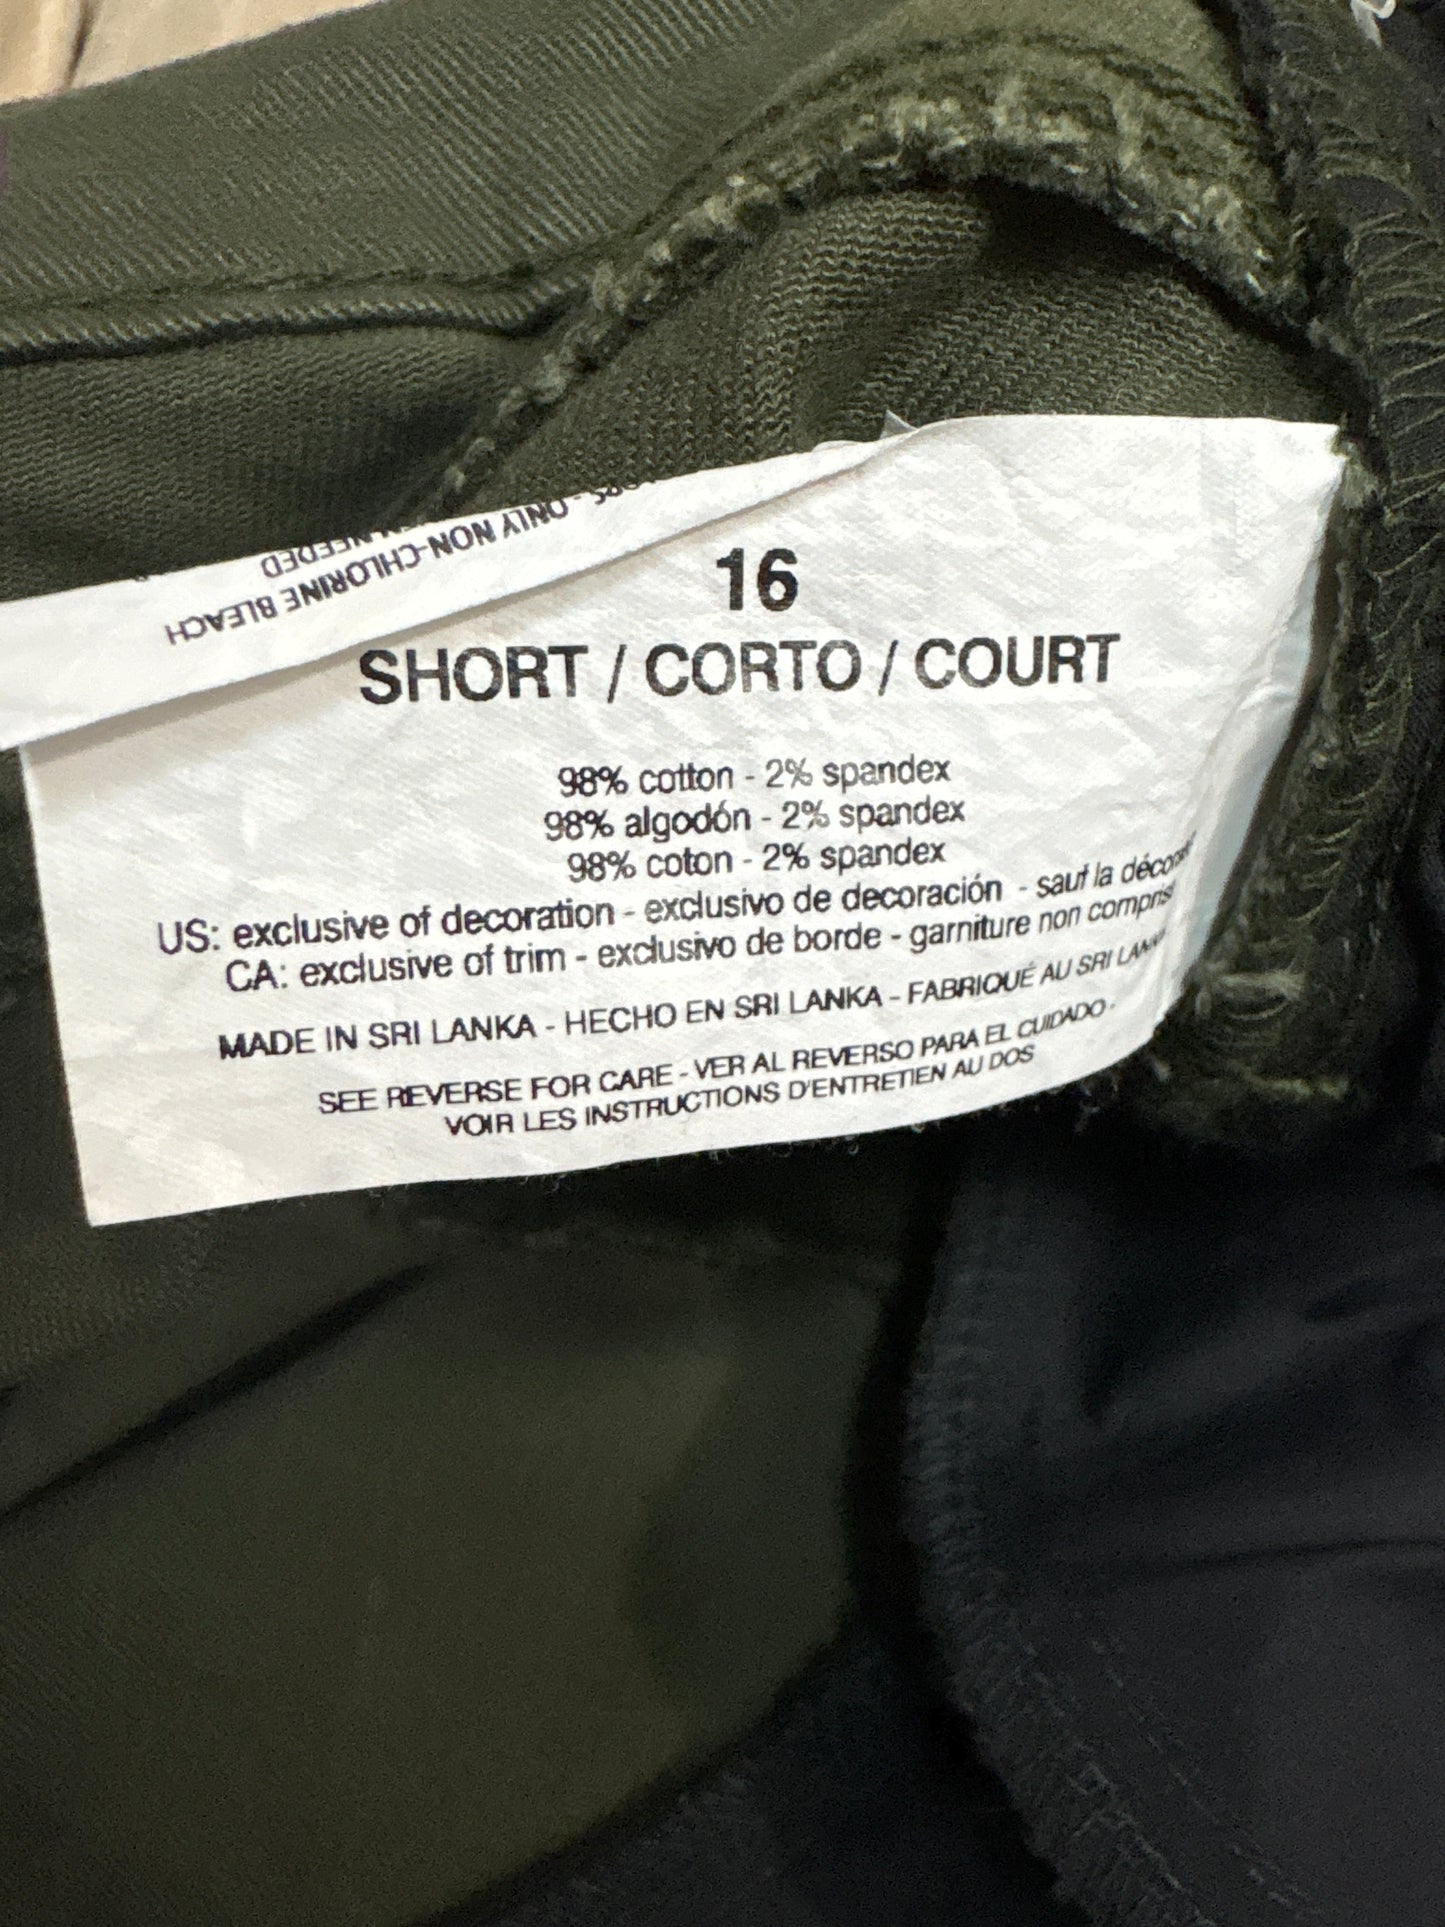 ONLY NON-CHLORINE BLEACH
NEEDED
16
SHORT / CORTO / COURT
98% cotton - 2% spandex
98% algodón - 2% spandex
98% coton - 2% spandex
US: exclusive of decoration - exclusivo de decoración - sauf la
CA: exclusive of trim - exclusivo de borde - garniture non compris
MADE IN SRI LANKA - HECHO EN SRI LANKA - FABRIQUÉ AU SRI
SEE REVERSE FOR CARE - VER AL REVERSO PARA EL CUIDADO -
VOIR LES INSTRUCTIONS D'ENTRETIEN AU DOS